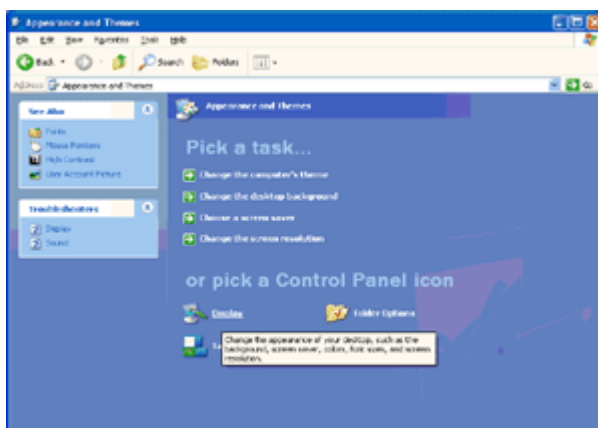 Appearance and Themes
File Edit View Favorites Tools Help
Back Search Folders
Address Appearance and Themes Go
See Also
Fonts
Mouse Pointers
High Contrast
User Account Picture
Troubleshooters
Display
Sound
Appearance and Themes
Pick a task...
Change the computer's theme
Change the desktop background
Choose a screen saver
Change the screen resolution
or pick a Control Panel icon
Display Folder Options
Change the appearance of your desktop, such as the
background, screen saver, colors, font sizes, and screen
resolution.